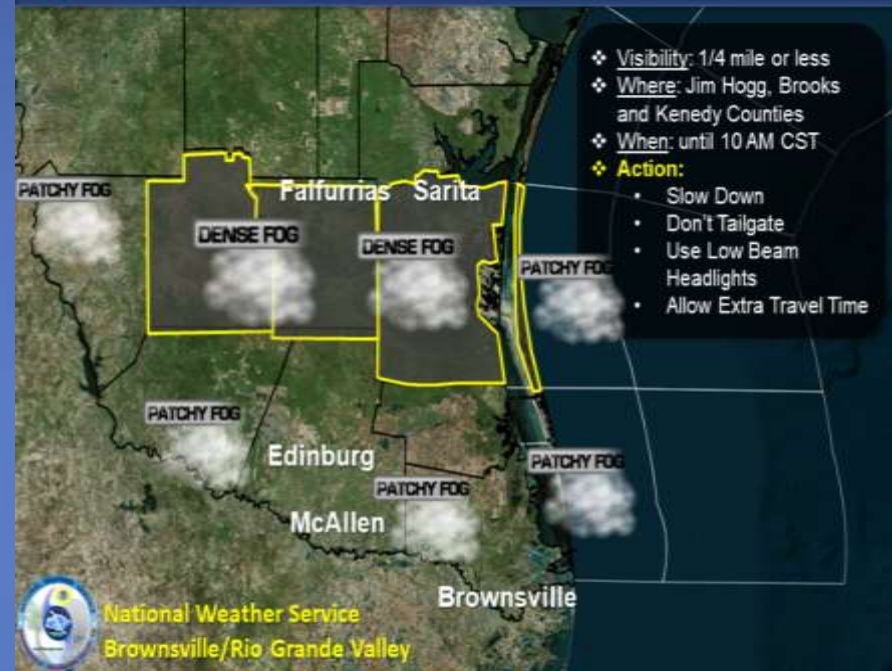 ❖ Visibility: 1/4 mile or less
❖ Where: Jim Hogg, Brooks
and Kenedy Counties
❖ When: until 10 AM CST
❖ Action:
• Slow Down
• Don't Tailgate
• Use Low Beam
Headlights
• Allow Extra Travel Time
PATCHY FOG
Falfurrias
Sarita
DENSE FOG
DENSE FOG
PATCHY FOG
PATCHY FOG
Edinburg
PATCHY FOG
PATCHY FOG
McAllen
Brownsville
National Weather Service
Brownsville/Rio Grande Valley